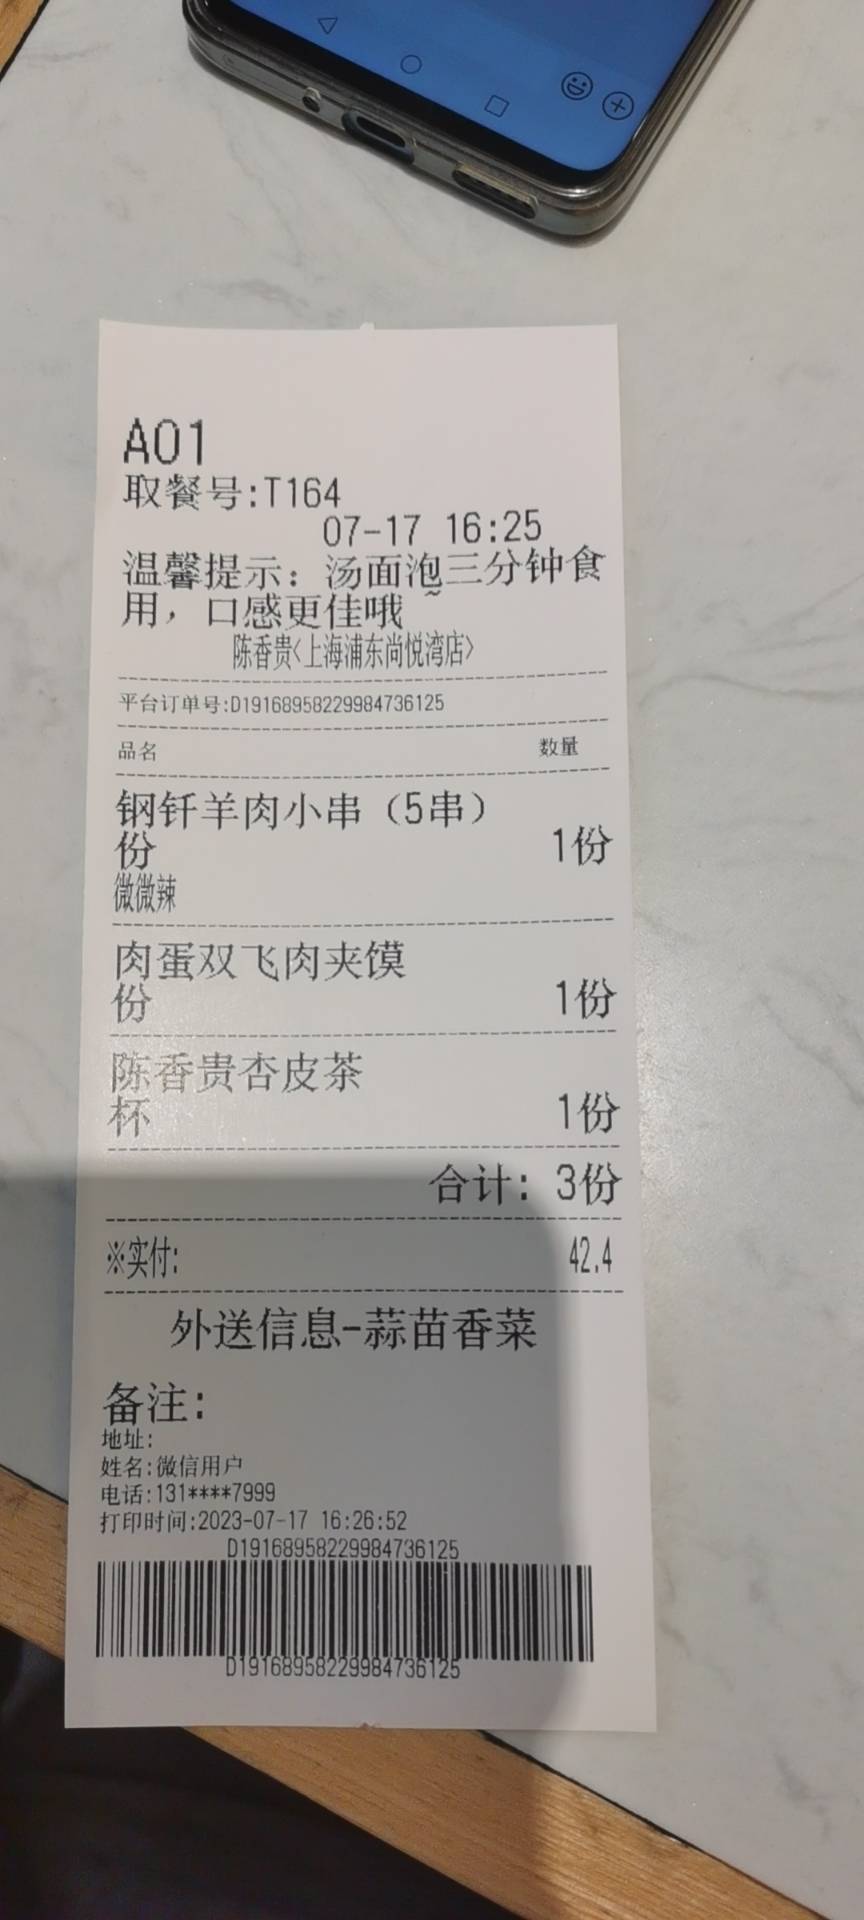 A01
取餐号:T164
07-17 16:25
温馨提示：汤面泡三分钟食
用，口感更佳哦~
陈香贵<上海浦东尚悦湾店>
平台订单号:D19168958229984736125
品名 数量
钢钎羊肉小串（5串）
份 1份
微微辣
肉蛋双飞肉夹馍
份 1份
陈香贵杏皮茶
杯 1份
合计: 3份
※实付: 42.4
外送信息-蒜苗香菜
备注:
地址:
姓名:微信用户
电话:131****7999
打印时间:2023-07-17 16:26:52
D19168958229984736125
D19168958229984736125